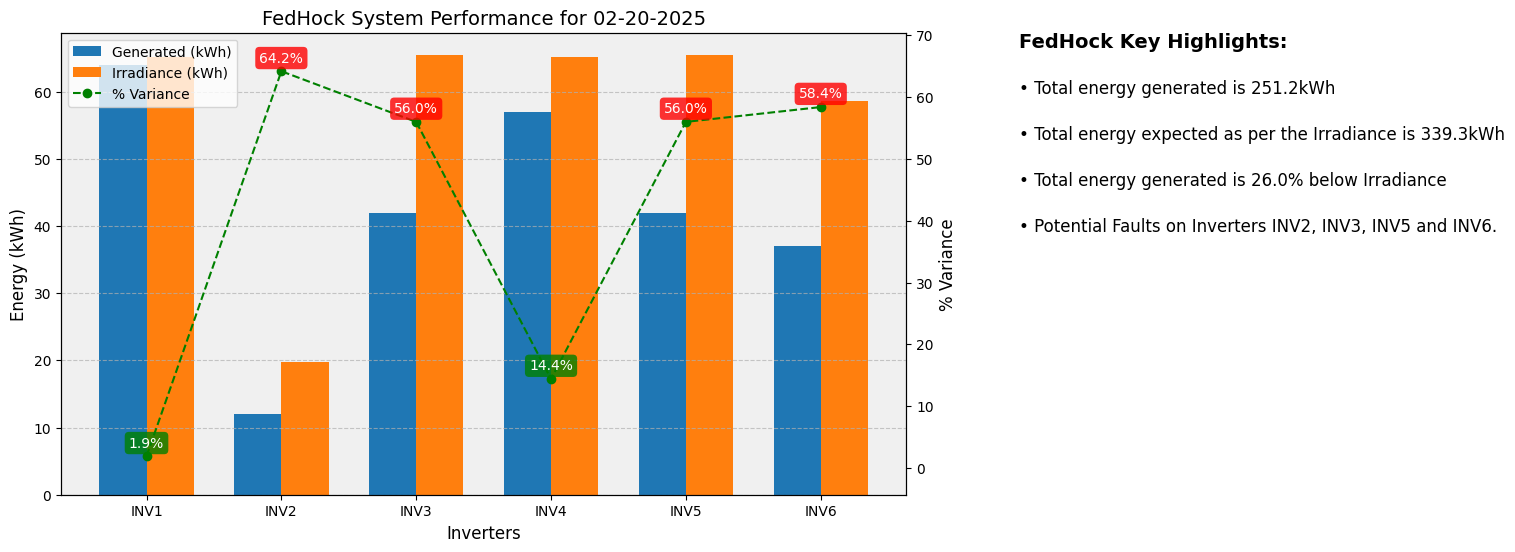 FedHock System Performance for 02-20-2025
Generated (kWh)
Irradiance (kWh)
% Variance
Energy (kWh)
0
10
20
30
40
50
60
1.9%
64.2%
56.0%
14.4%
56.0%
58.4%
70
60
50
40
30
20
10
0
% Variance
INV1
INV2
INV3
INV4
INV5
INV6
Inverters
FedHock Key Highlights:
• Total energy generated is 251.2kWh
• Total energy expected as per the Irradiance is 339.3kWh
• Total energy generated is 26.0% below Irradiance
• Potential Faults on Inverters INV2, INV3, INV5 and INV6.